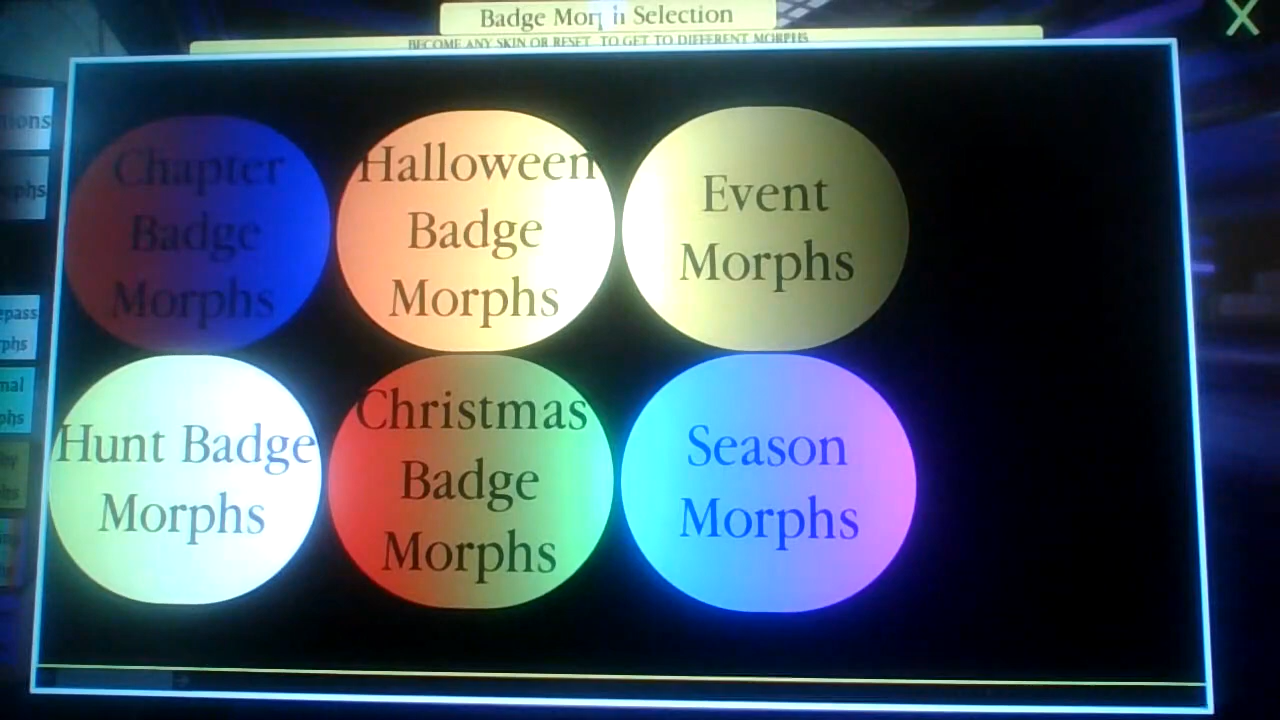 Badge Morph Selection
BECOME ANY SKIN OR RESET TO GET TO DIFFERENT MORPHS
Chapter
Badge
Morphs
Halloween
Badge
Morphs
Event
Morphs
Hunt Badge
Morphs
Christmas
Badge
Morphs
Season
Morphs
X